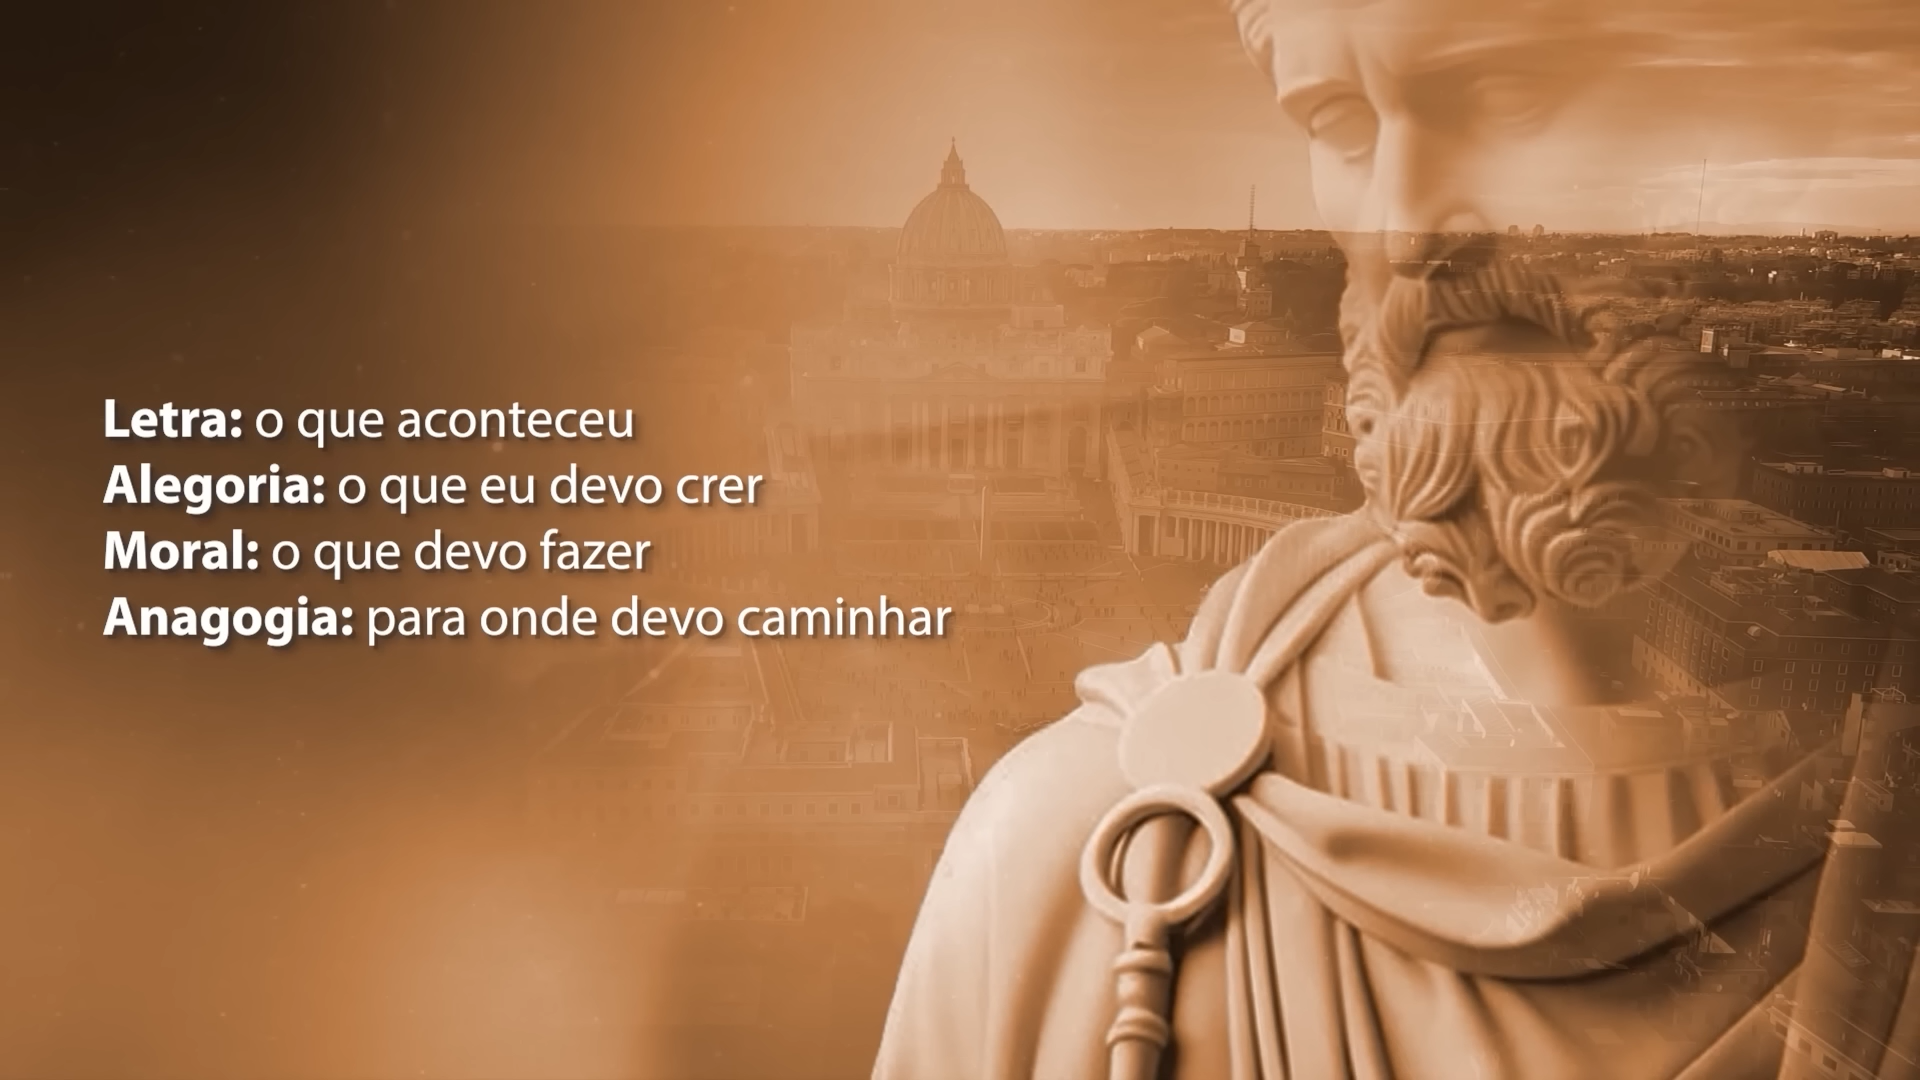 Letra: o que aconteceu
Alegoria: o que eu devo crer
Moral: o que devo fazer
Anagogia: para onde devo caminhar